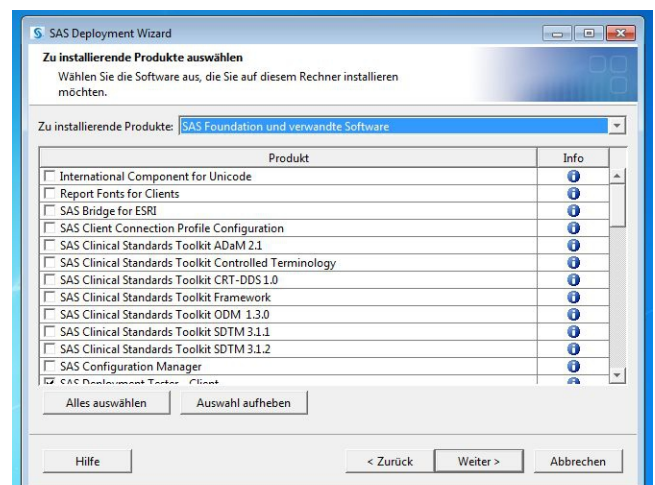 SAS Deployment Wizard
Zu installierende Produkte auswählen
Wählen Sie die Software aus, die Sie auf diesem Rechner installieren
möchten.
Zu installierende Produkte: SAS Foundation und verwandte Software
Produkt Info
International Component for Unicode
Report Fonts for Clients
SAS Bridge for ESRI
SAS Client Connection Profile Configuration
SAS Clinical Standards Toolkit ADaM 2.1
SAS Clinical Standards Toolkit Controlled Terminology
SAS Clinical Standards Toolkit CRT-DDS 1.0
SAS Clinical Standards Toolkit Framework
SAS Clinical Standards Toolkit ODM 1.3.0
SAS Clinical Standards Toolkit SDTM 3.1.1
SAS Clinical Standards Toolkit SDTM 3.1.2
SAS Configuration Manager
SAS Deployment Tester - Client
Alles auswählen Auswahl aufheben
Hilfe < Zurück Weiter > Abbrechen